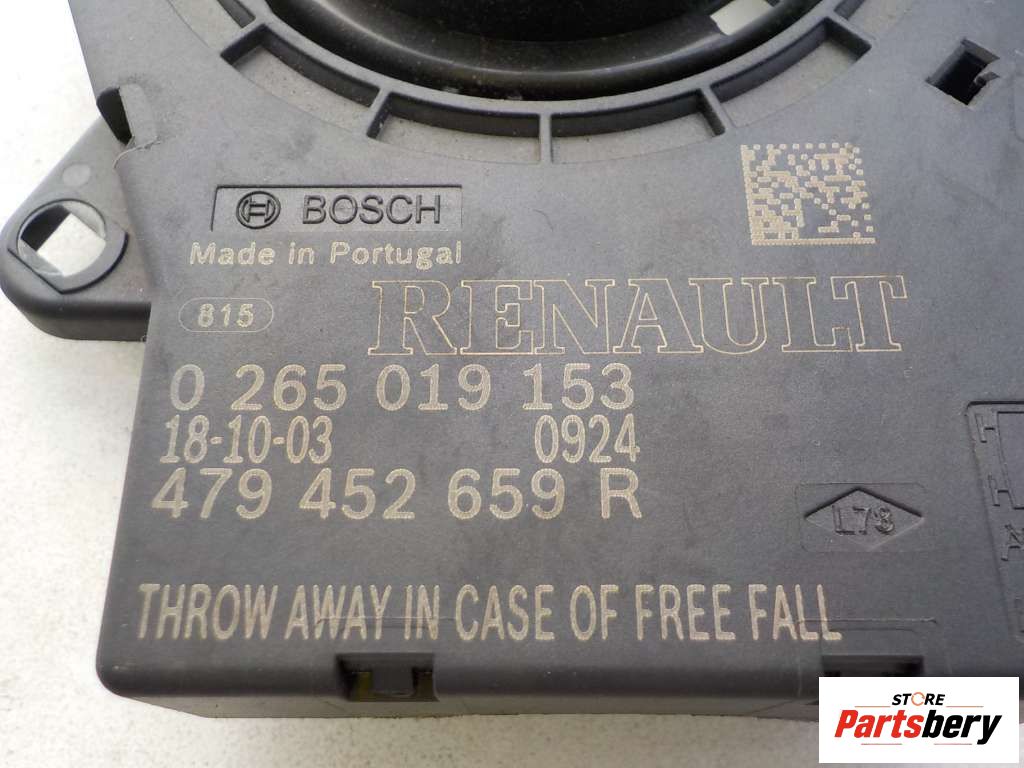 BOSCH
Made in Portugal
815
RENAULT
0 265 019 153
18-10-03 0924
479 452 659 R
L78
THROW AWAY IN CASE OF FREE FALL
STORE
Partsbery